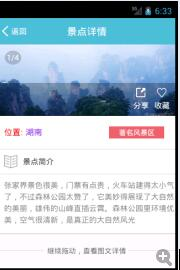 6:33
返回 景点详情
1/4
分享 收藏
位置: 湖南 著名风景区
景点简介
张家界景色很美，门票有点贵，火车站建得太小气
了，不过森林公园太赞了，它美妙得展现了大自然
的美丽，雄伟的山峰直插云霄。森林公园里环境优
美，空气很清新，是真正的大自然风光
继续拖动，查看图文详情